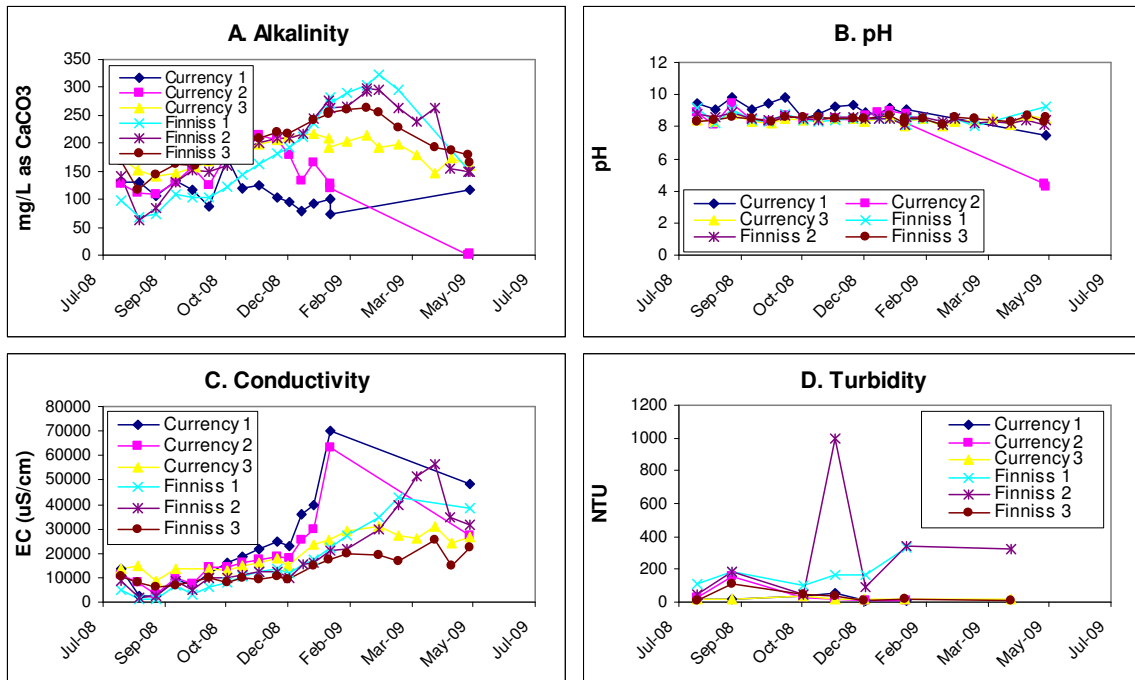 A. Alkalinity
mg/L as CaCO3
350
300
250
200
150
100
50
0
Currency 1
Currency 2
Currency 3
Finniss 1
Finniss 2
Finniss 3
Jul-08
Sep-08
Oct-08
Dec-08
Feb-09
Mar-09
May-09
Jul-09
B. pH
pH
12
10
8
6
4
2
0
Currency 1
Currency 2
Currency 3
Finniss 1
Finniss 2
Finniss 3
Jul-08
Sep-08
Oct-08
Dec-08
Feb-09
Mar-09
May-09
Jul-09
C. Conductivity
EC (uS/cm)
80000
70000
60000
50000
40000
30000
20000
10000
0
Currency 1
Currency 2
Currency 3
Finniss 1
Finniss 2
Finniss 3
Jul-08
Sep-08
Oct-08
Dec-08
Feb-09
Mar-09
May-09
Jul-09
D. Turbidity
NTU
1200
1000
800
600
400
200
0
Currency 1
Currency 2
Currency 3
Finniss 1
Finniss 2
Finniss 3
Jul-08
Sep-08
Oct-08
Dec-08
Feb-09
Mar-09
May-09
Jul-09